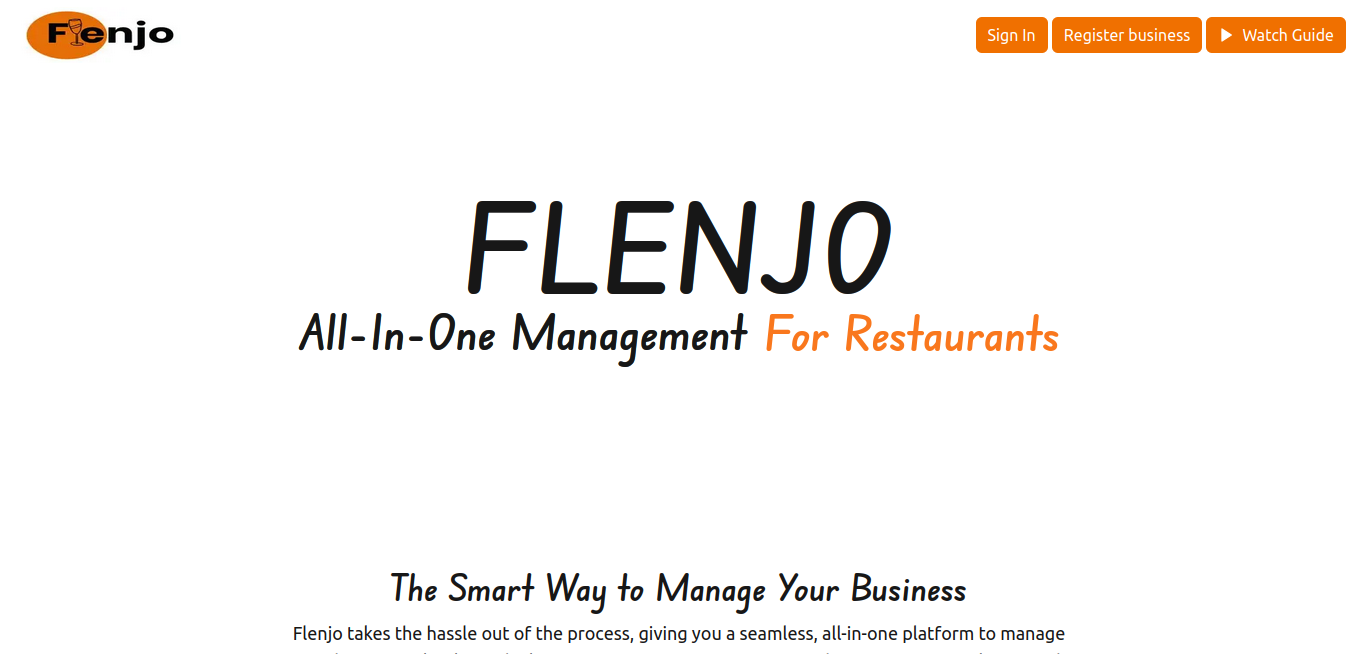 Flenjo
Sign In
Register business
Watch Guide
FLENJO
All-In-One Management For Restaurants
The Smart Way to Manage Your Business
Flenjo takes the hassle out of the process, giving you a seamless, all-in-one platform to manage